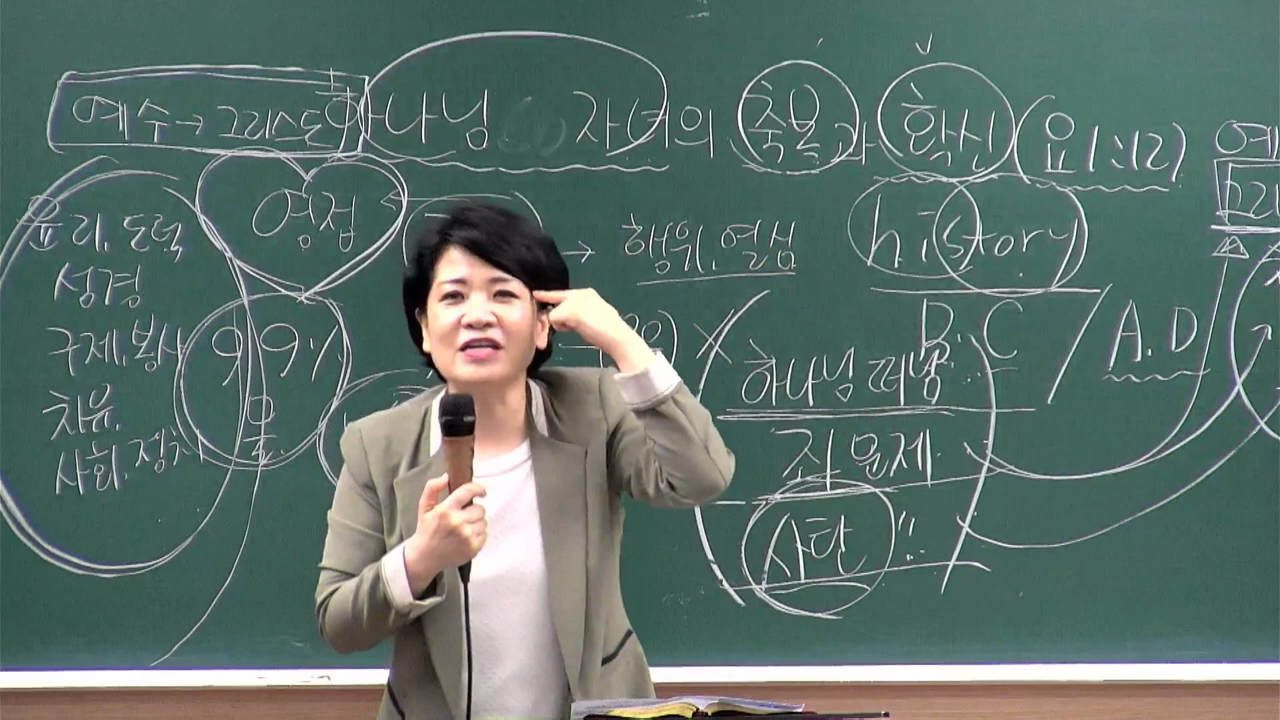 예수→그리스도 하나님 자녀의 축복과 확신 (요1:12)
영접
윤리, 도덕
성경
구제, 봉사
치유,
사회, 정치
99%
물
→ 행위, 열심
history
B.C / A.D
하나님 떠남
죄 문제
사탄